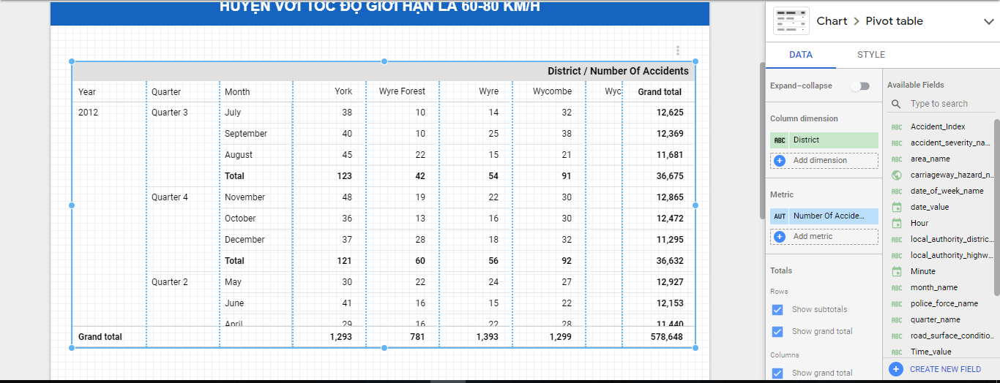 HUYỆN VỚI TỐC ĐỘ GIỚI HẠN LÀ 60-80 KM/H
District / Number Of Accidents
Year Quarter Month York Wyre Forest Wyre Wycombe Wyc Grand total
2012 Quarter 3 July 38 10 14 32 12,625
September 40 10 25 38 12,369
August 45 22 15 21 11,681
Total 123 42 54 91 36,675
Quarter 4 November 48 19 22 30 12,865
October 36 13 16 30 12,472
December 37 28 18 32 11,295
Total 121 60 56 92 36,632
Quarter 2 May 30 22 24 27 12,927
June 41 16 15 22 12,153
April 29 16 22 28 11,440
Grand total 1,293 781 1,393 1,299 578,648
Chart > Pivot table
DATA STYLE
Expand–collapse
Column dimension
ABC District
+ Add dimension
Metric
AUT Number Of Accide...
+ Add metric
Totals
Rows
Show subtotals
Show grand total
Columns
Show grand total
Available Fields
Type to search
ABC Accident_Index
ABC accident_severity_na...
ABC area_name
carriageway_hazard_n...
ABC date_of_week_name
date_value
Hour
ABC local_authority_distric...
ABC local_authority_highw...
Minute
ABC month_name
ABC police_force_name
ABC quarter_name
ABC road_surface_conditio...
ABC Time_value
+ CREATE NEW FIELD